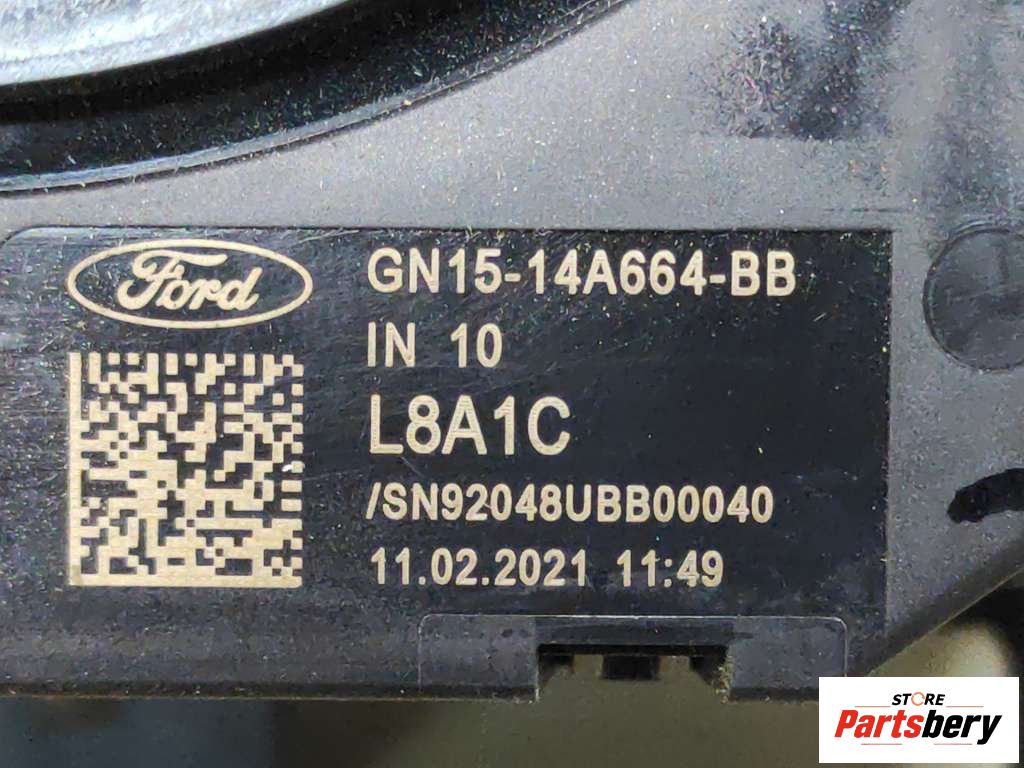 Ford
GN15-14A664-BB
IN 10
L8A1C
/SN92048UBB00040
11.02.2021 11:49
STORE
Partsbery